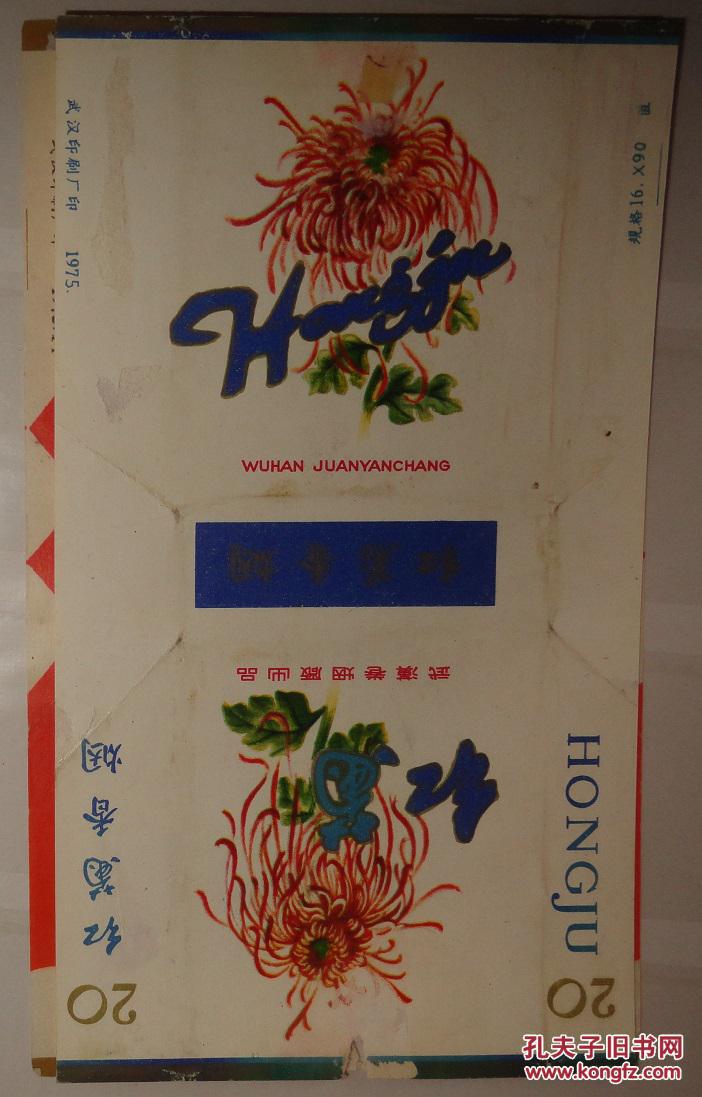 武汉印刷厂印 1975.
规格16.X90
Hongju
WUHAN JUANYANCHANG
红菊香烟
武漢卷烟厰出品
红菊
红菊香烟
HONGJU
20
20
孔夫子旧书网
www.kongfz.com